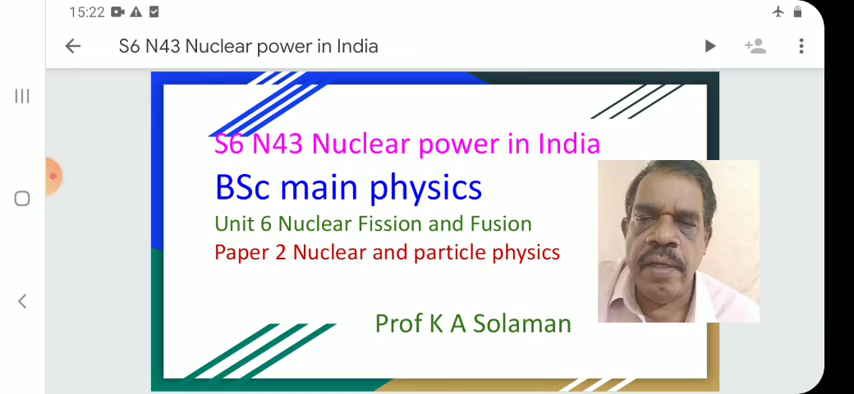 15:22
S6 N43 Nuclear power in India
S6 N43 Nuclear power in India
BSc main physics
Unit 6 Nuclear Fission and Fusion
Paper 2 Nuclear and particle physics
Prof K A Solaman